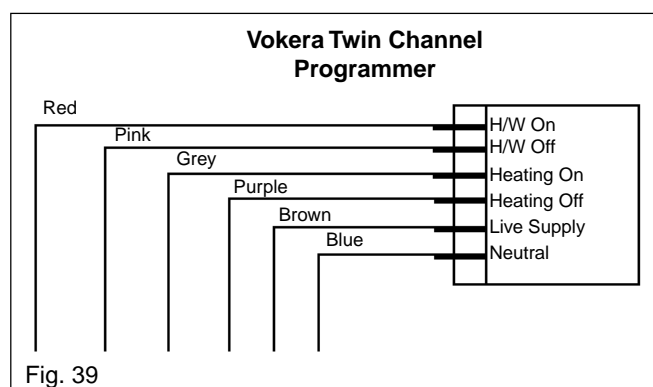 Vokera Twin Channel
Programmer
Red
H/W On
Pink
H/W Off
Grey
Heating On
Purple
Heating Off
Brown
Live Supply
Blue
Neutral
Fig. 39